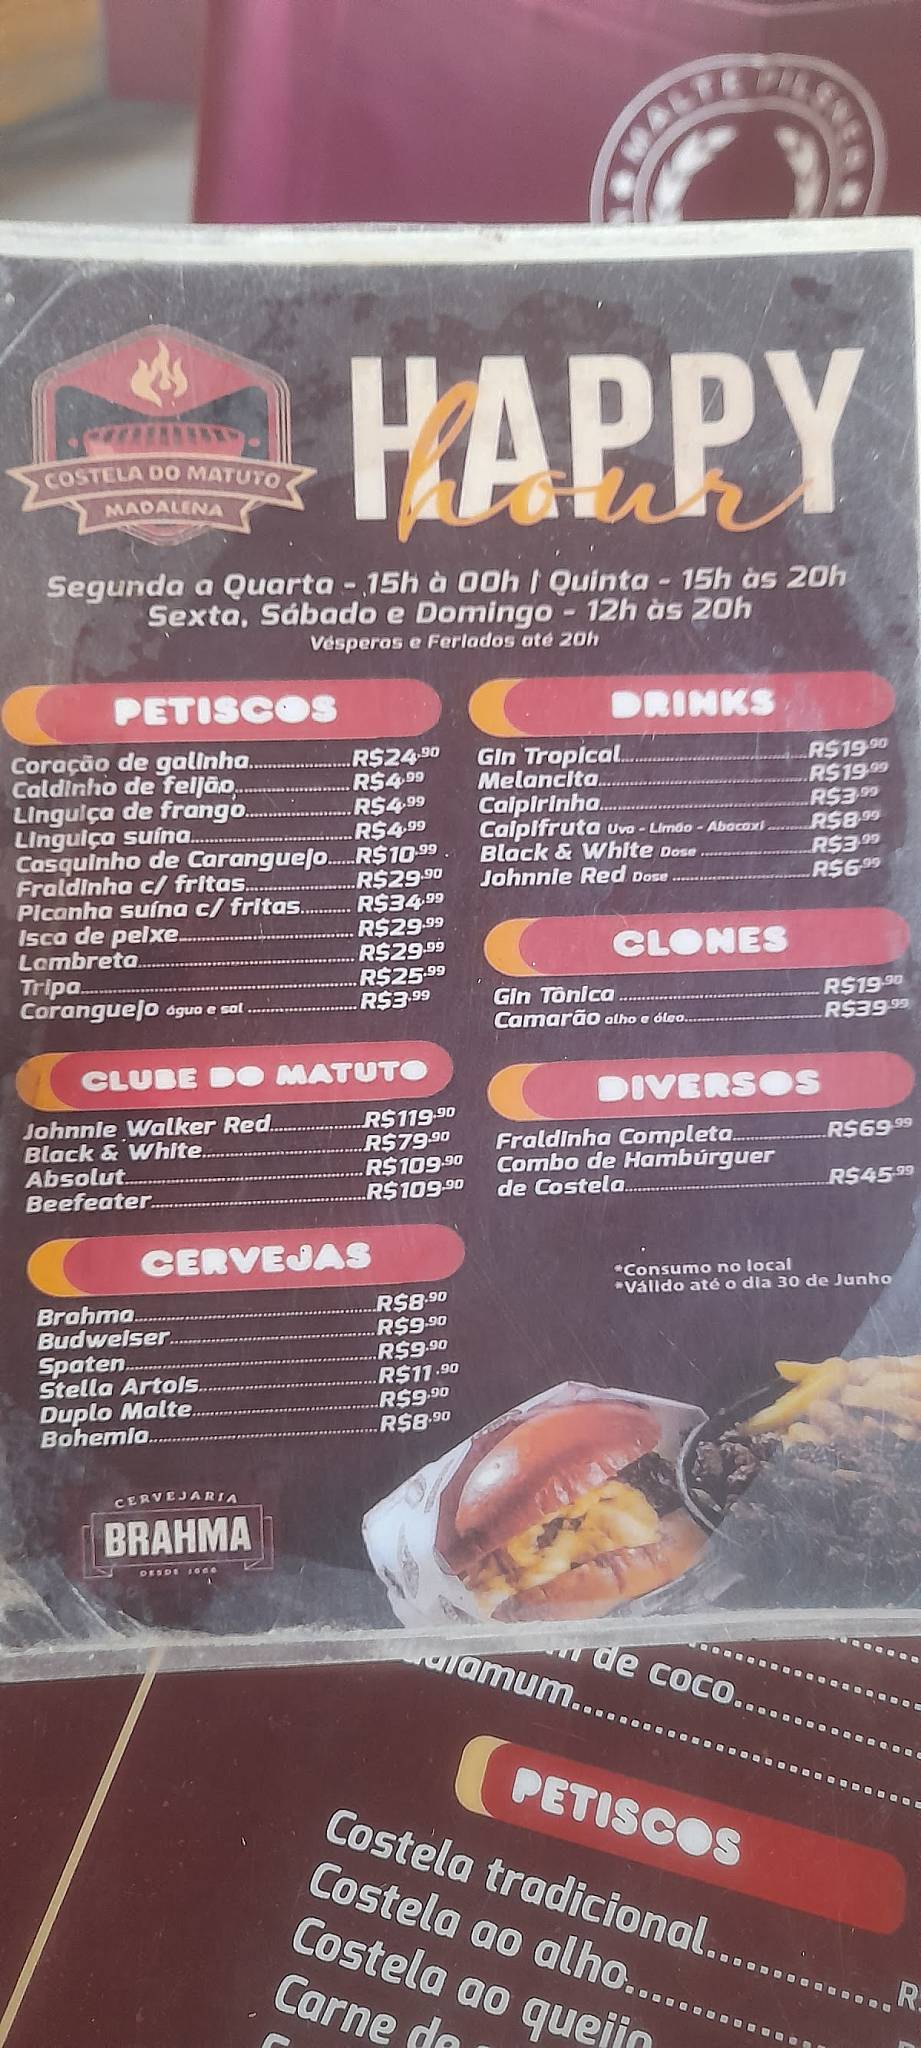 MALTE PILSNER
COSTELA DO MATUTO
MADALENA
HAPPY
hour
Segunda a Quarta - 15h à 00h | Quinta - 15h às 20h
Sexta, Sábado e Domingo - 12h às 20h
Vésperas e Feriados até 20h
PETISCOS
Coração de galinha R$24,90
Caldinho de feijão R$4,99
Linguiça de frango R$4,99
Linguiça suína R$4,99
Casquinho de Caranguejo R$10,99
Fraldinha c/ fritas R$29,90
Picanha suína c/ fritas R$34,99
Isca de peixe R$29,99
Lambreta R$29,99
Tripa R$25,99
Caranguejo água e sal R$3,99
CLUBE DO MATUTO
Johnnie Walker Red R$119,90
Black & White R$79,90
Absolut R$109,90
Beefeater R$109,90
CERVEJAS
Brahma R$8,90
Budweiser R$9,90
Spaten R$9,90
Stella Artois R$11,90
Duplo Malte R$9,90
Bohemia R$8,90
CERVEJARIA
BRAHMA
DESDE
DRINKS
Gin Tropical R$19,90
Melancita R$19,99
Caipirinha R$3,99
Caipifruta Uva - Limão - Abacaxi R$8,99
Black & White Dose R$3,99
Johnnie Red Dose R$6,99
CLONES
Gin Tônica R$19,90
Camarão alho e óleo R$39,99
DIVERSOS
Fraldinha Completa R$69,99
Combo de Hambúrguer
de Costela R$45,99
*Consumo no local
*Válido até o dia 30 de Junho
de coco
PETISCOS
Costela tradicional
Costela ao alho
Costela ao queijo
Carne de